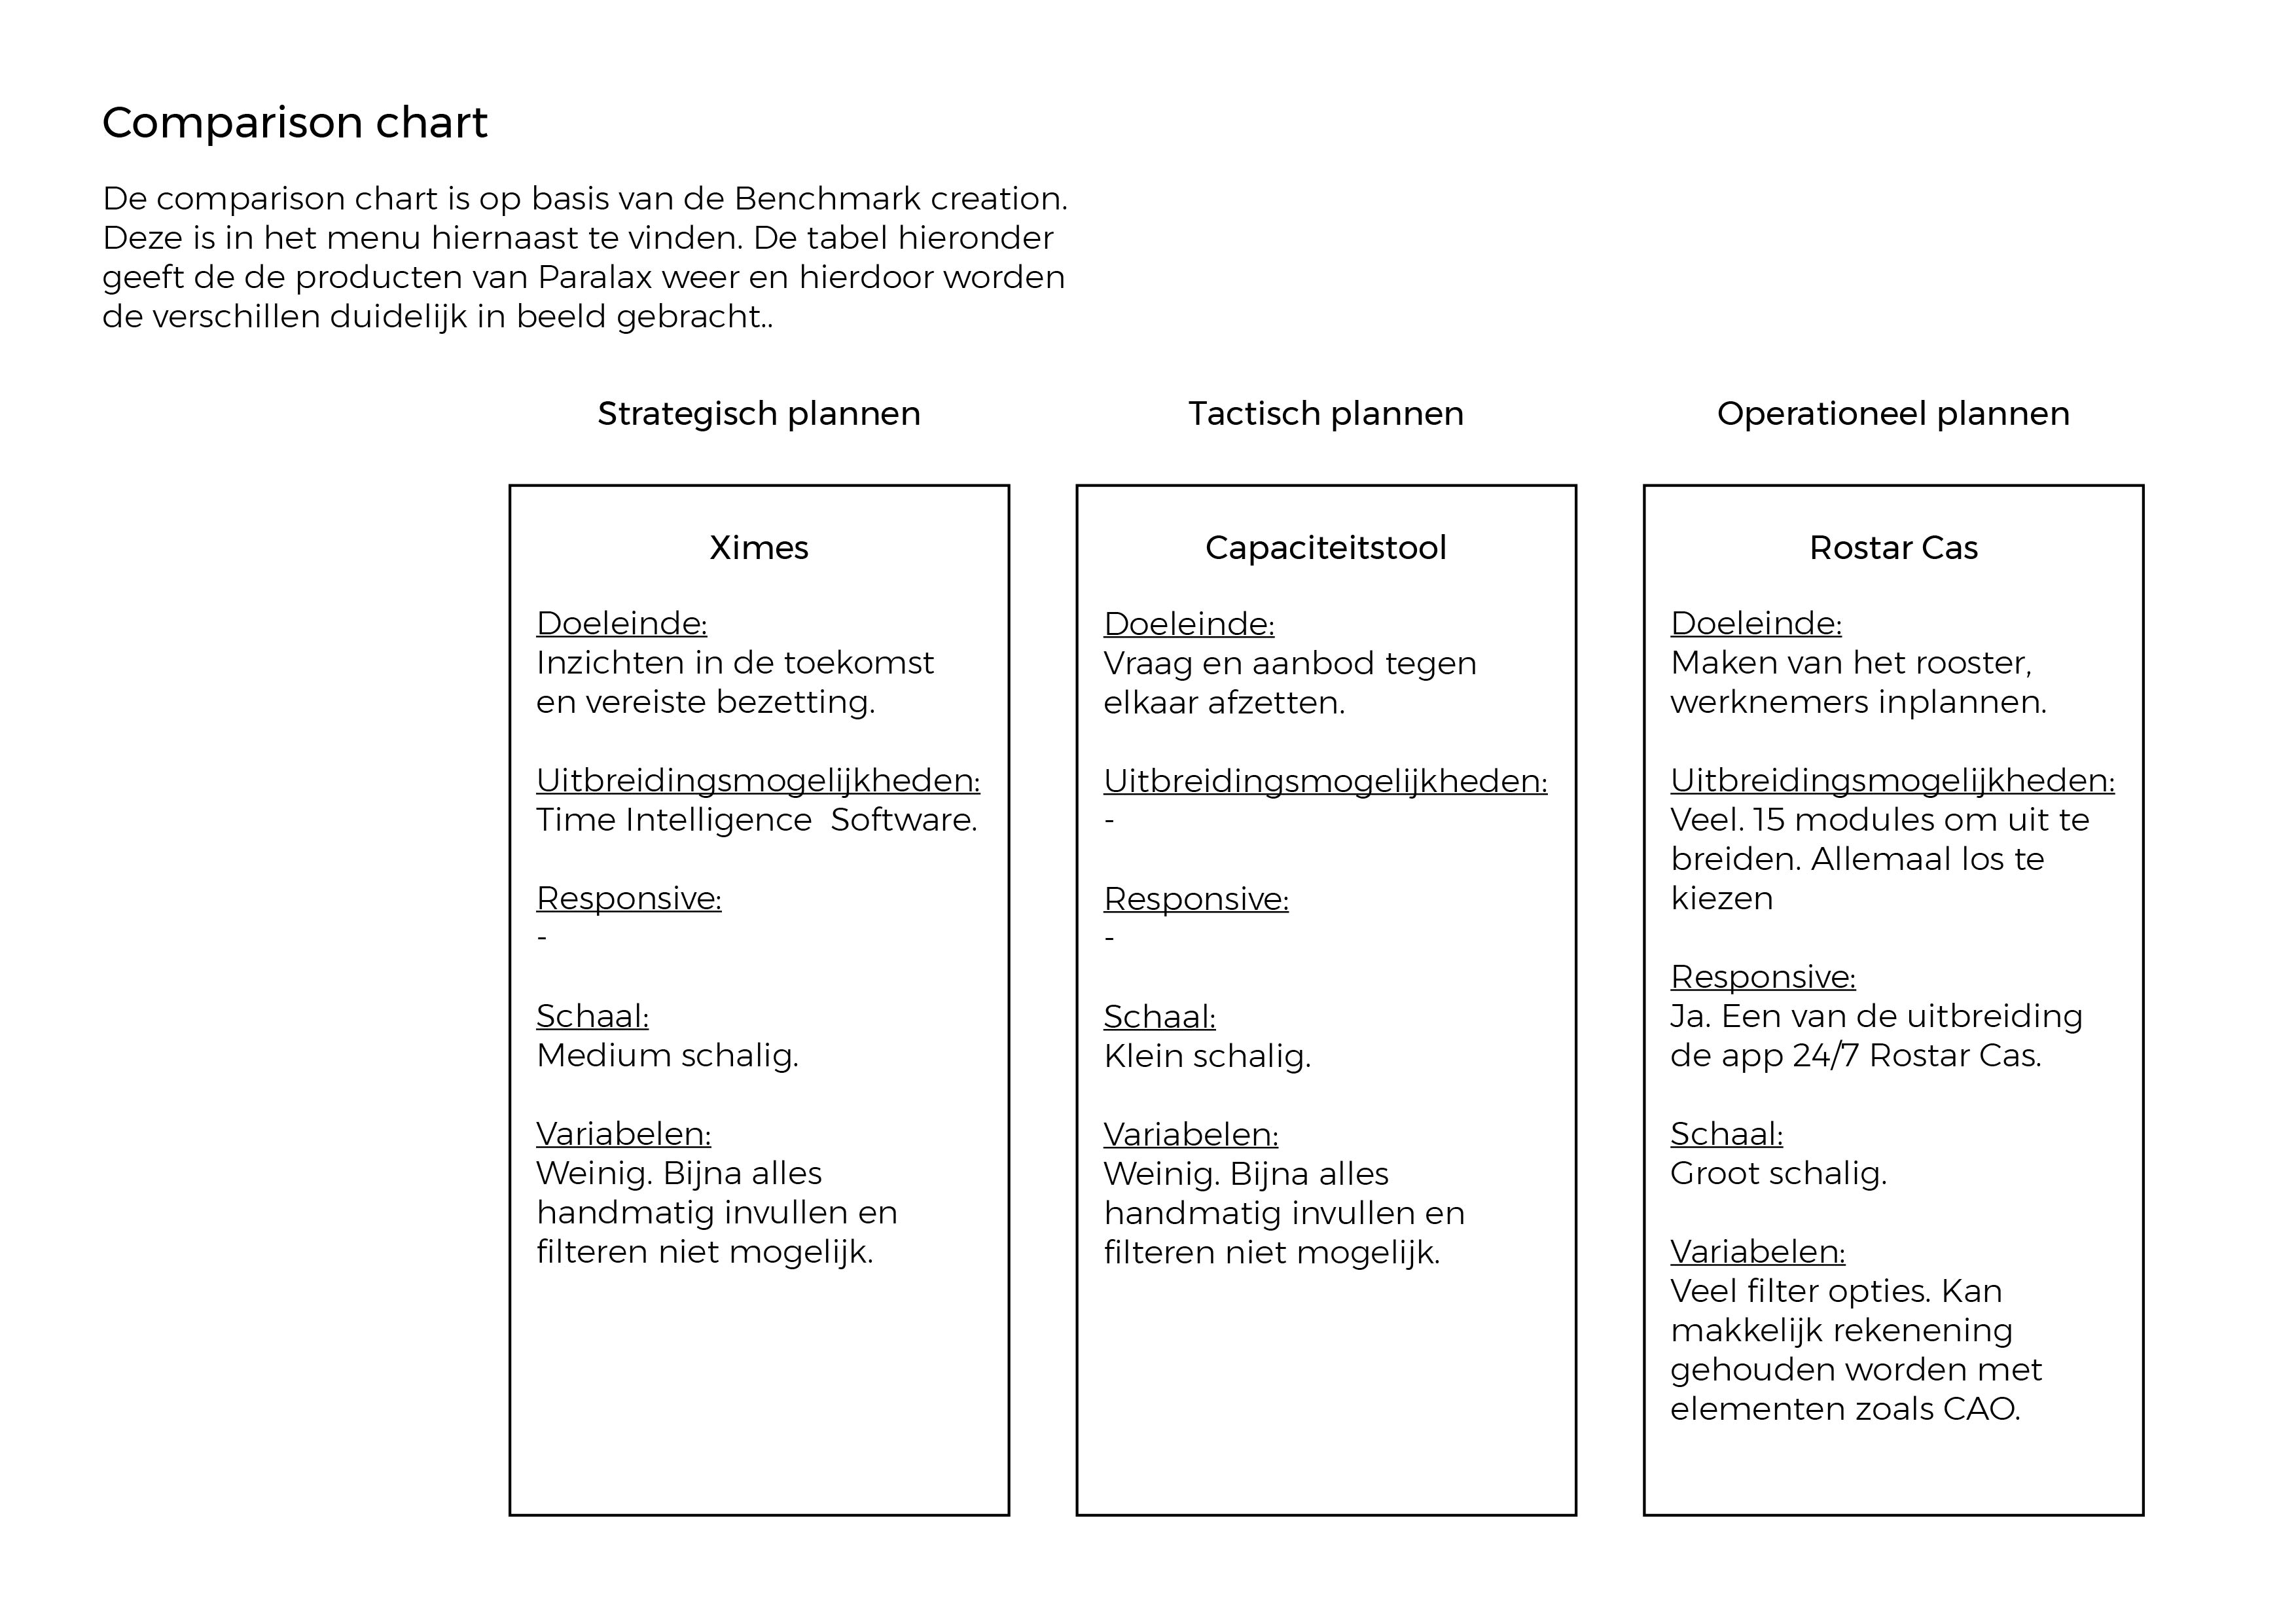 Comparison chart
De comparison chart is op basis van de Benchmark creation.
Deze is in het menu hiernaast te vinden. De tabel hieronder
geeft de de producten van Paralax weer en hierdoor worden
de verschillen duidelijk in beeld gebracht..
Strategisch plannen
Ximes
Doeleinde:
Inzichten in de toekomst
en vereiste bezetting.
Uitbreidingsmogelijkheden:
Time Intelligence  Software.
Responsive:
-
Schaal:
Medium schalig.
Variabelen:
Weinig. Bijna alles
handmatig invullen en
filteren niet mogelijk.
Tactisch plannen
Capaciteitstool
Doeleinde:
Vraag en aanbod tegen
elkaar afzetten.
Uitbreidingsmogelijkheden:
-
Responsive:
-
Schaal:
Klein schalig.
Variabelen:
Weinig. Bijna alles
handmatig invullen en
filteren niet mogelijk.
Operationeel plannen
Rostar Cas
Doeleinde:
Maken van het rooster,
werknemers inplannen.
Uitbreidingsmogelijkheden:
Veel. 15 modules om uit te
breiden. Allemaal los te
kiezen
Responsive:
Ja. Een van de uitbreiding
de app 24/7 Rostar Cas.
Schaal:
Groot schalig.
Variabelen:
Veel filter opties. Kan
makkelijk rekenening
gehouden worden met
elementen zoals CAO.